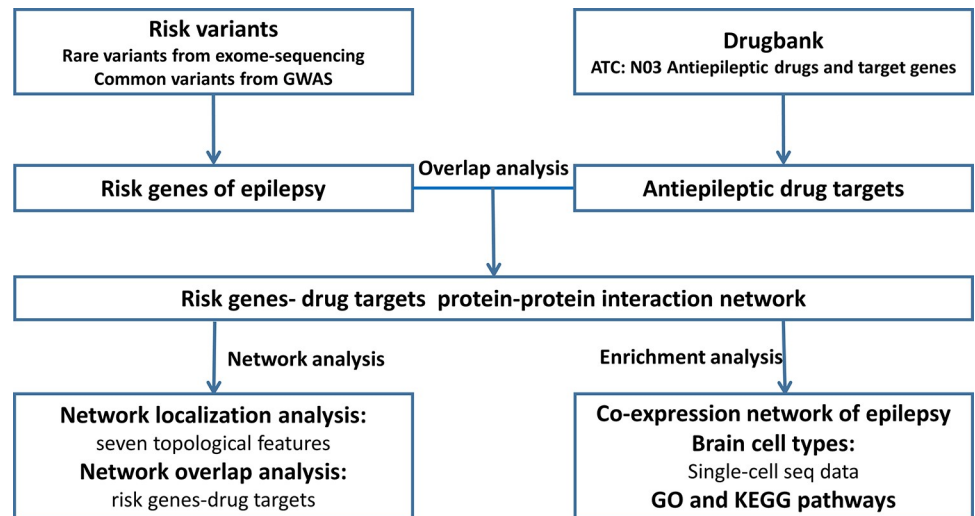 Risk variants
Rare variants from exome-sequencing
Common variants from GWAS
Drugbank
ATC: N03 Antiepileptic drugs and target genes
Overlap analysis
Risk genes of epilepsy
Antiepileptic drug targets
Risk genes- drug targets protein-protein interaction network
Network analysis
Enrichment analysis
Network localization analysis:
seven topological features
Network overlap analysis:
risk genes-drug targets
Co-expression network of epilepsy
Brain cell types:
Single-cell seq data
GO and KEGG pathways